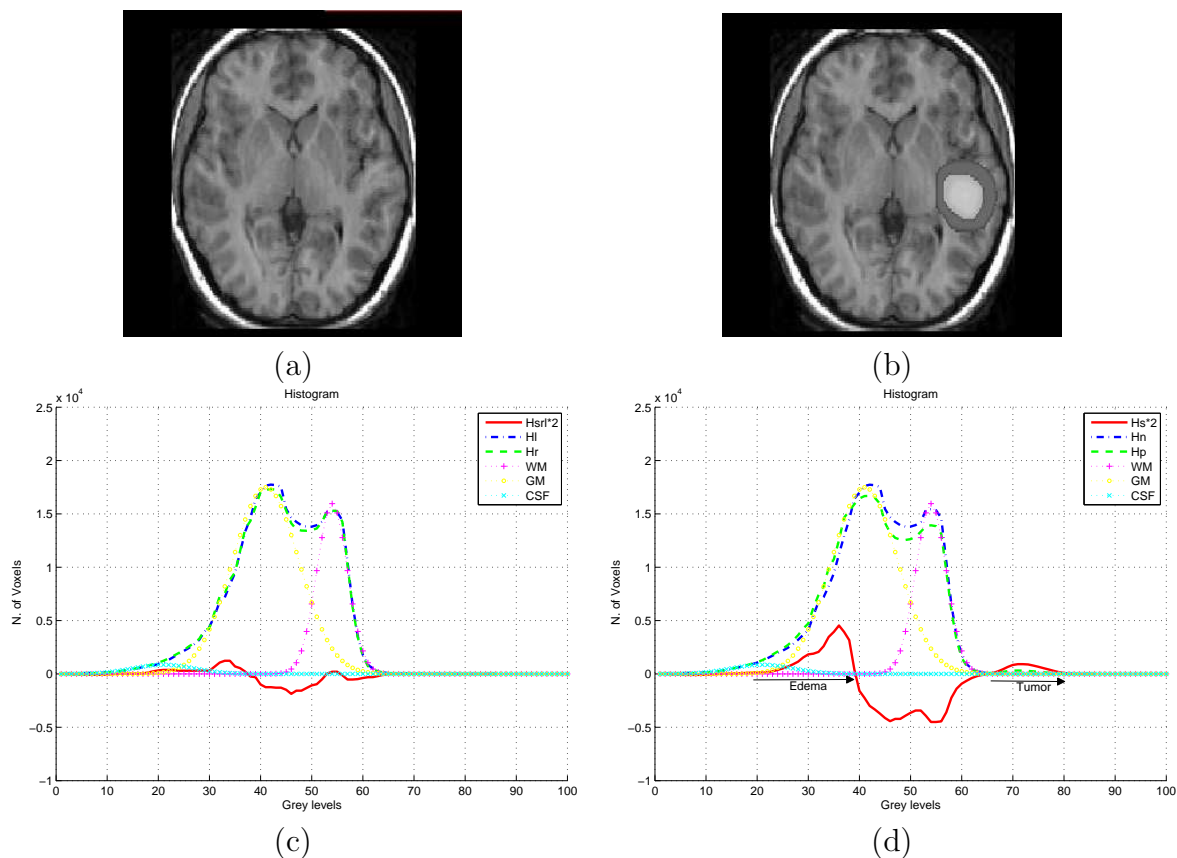 (a)
(b)
x 10^4
Histogram
2.5
2
1.5
1
0.5
0
−0.5
−1
N. of Voxels
Hsrl*2
Hl
Hr
WM
GM
CSF
0 10 20 30 40 50 60 70 80 90 100
Grey levels
(c)
x 10^4
Histogram
2.5
2
1.5
1
0.5
0
−0.5
−1
N. of Voxels
Hs*2
Hn
Hp
WM
GM
CSF
Edema
Tumor
0 10 20 30 40 50 60 70 80 90 100
Grey levels
(d)